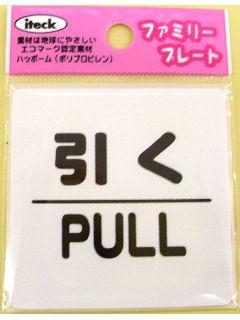 iteck
素材は地球にやさしい
エコマーク認定素材
ハッポーム（ポリプロピレン）
ファミリー
プレート
引く
PULL